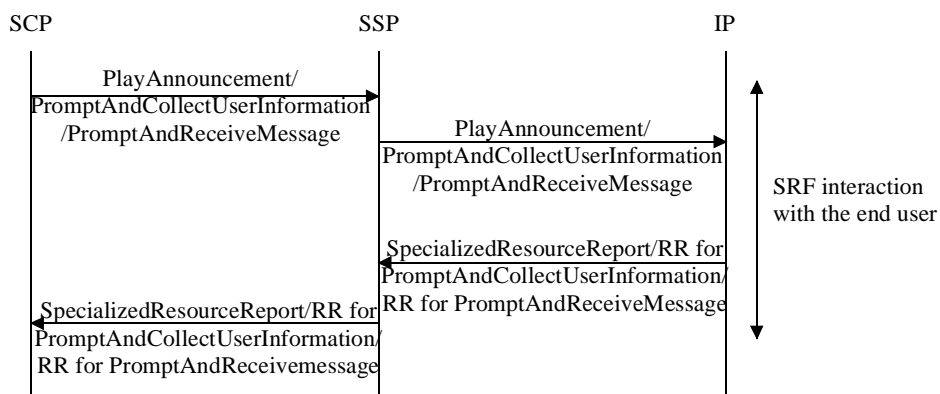 SCP
SSP
IP
PlayAnnouncement/
PromptAndCollectUserInformation
/PromptAndReceiveMessage
PlayAnnouncement/
PromptAndCollectUserInformation
/PromptAndReceiveMessage
SRF interaction
with the end user
SpecializedResourceReport/RR for
PromptAndCollectUserInformation/
RR for PromptAndReceiveMessage
SpecializedResourceReport/RR for
PromptAndCollectUserInformation/
RR for PromptAndReceivemessage